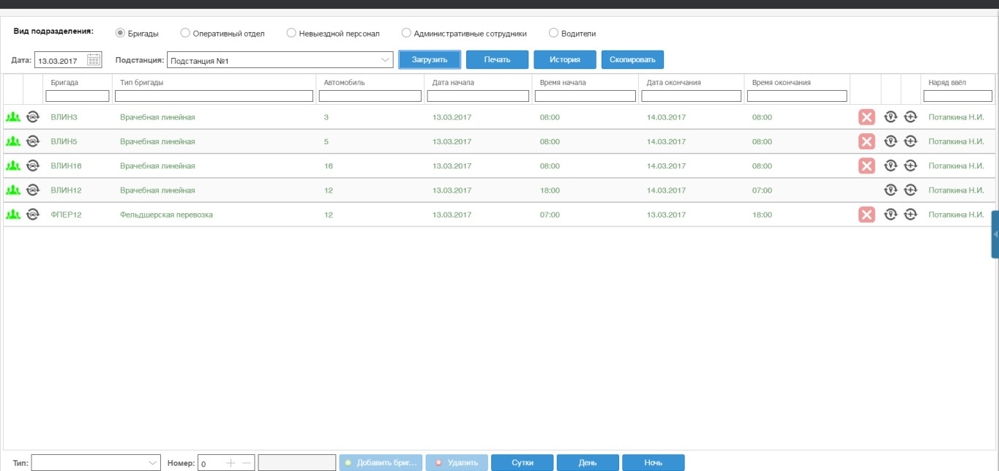 Вид подразделения: Бригады Оперативный отдел Невыездной персонал Административные сотрудники Водители
Дата: 13.03.2017 Подстанция: Подстанция №1 Загрузить Печать История Скопировать
Бригада Тип бригады Автомобиль Дата начала Время начала Дата окончания Время окончания Наряд ввёл
ВЛИН3 Врачебная линейная 3 13.03.2017 08:00 14.03.2017 08:00 Потапкина Н.И.
ВЛИН5 Врачебная линейная 5 13.03.2017 08:00 14.03.2017 08:00 Потапкина Н.И.
ВЛИН16 Врачебная линейная 16 13.03.2017 08:00 14.03.2017 08:00 Потапкина Н.И.
ВЛИН12 Врачебная линейная 12 13.03.2017 18:00 14.03.2017 07:00 Потапкина Н.И.
ФПЕР12 Фельдшерская перевозка 12 13.03.2017 07:00 13.03.2017 18:00 Потапкина Н.И.
Тип: Номер: 0 Добавить бриг... Удалить Сутки День Ночь